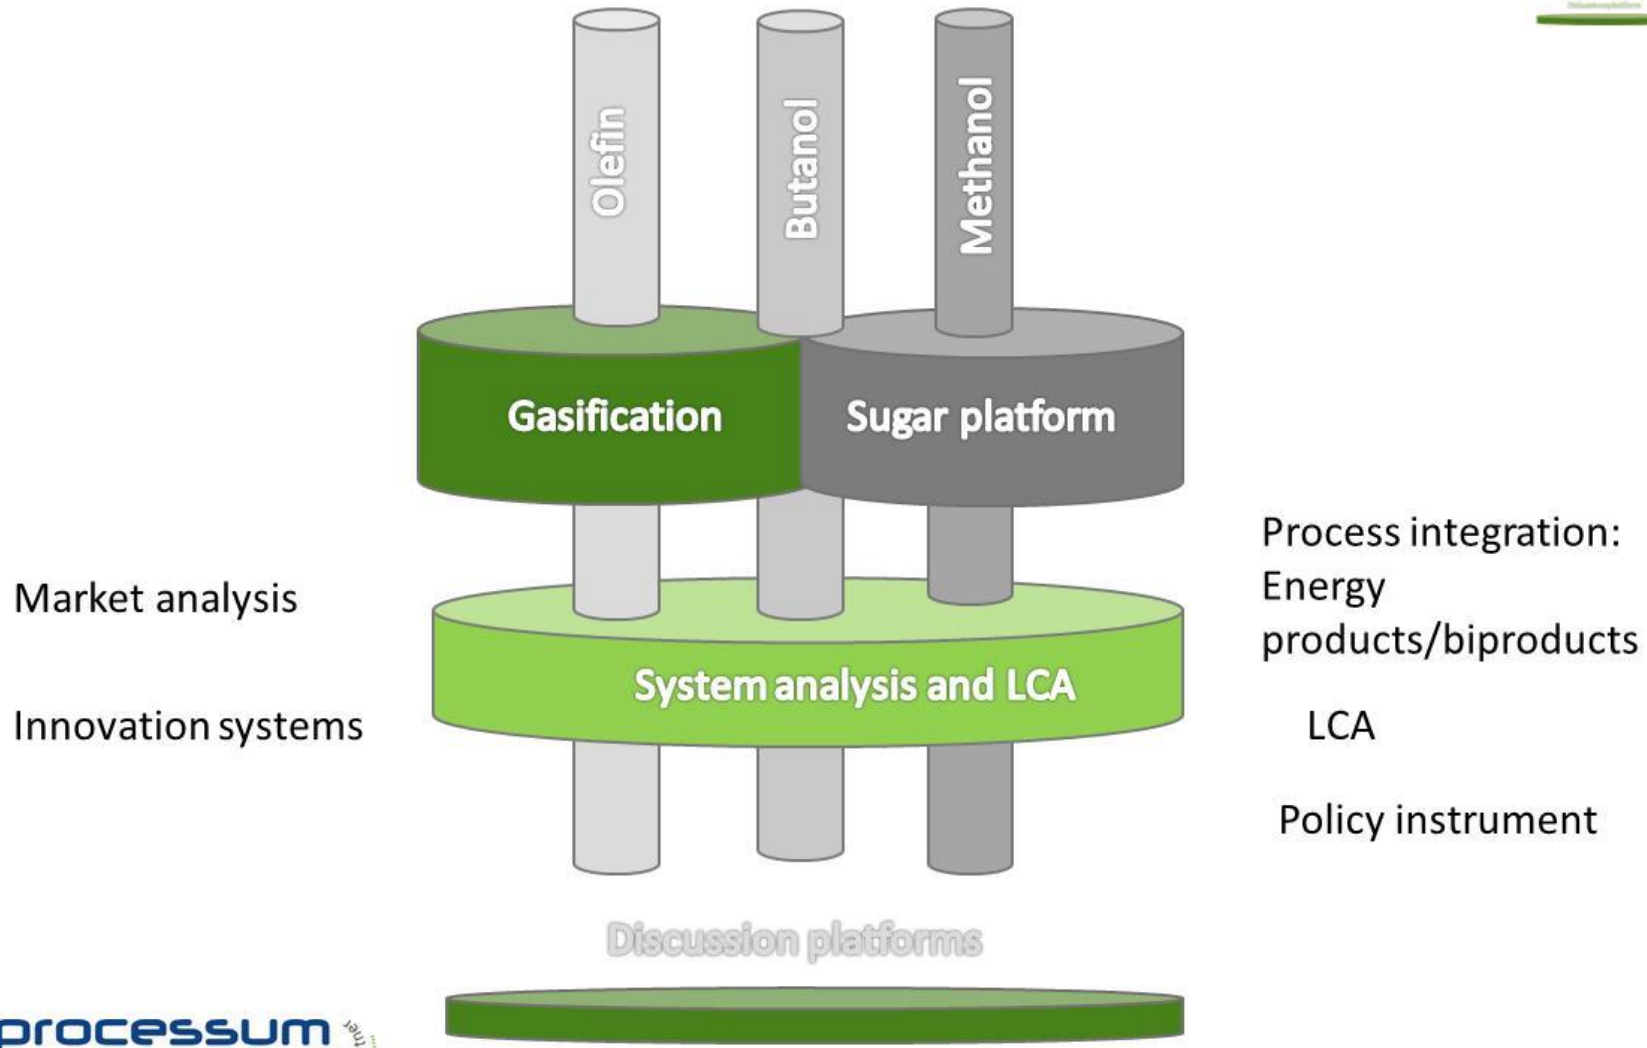 Olefin
Butanol
Methanol
Gasification
Sugar platform
Market analysis
Innovation systems
System analysis and LCA
Process integration:
Energy
products/biproducts
LCA
Policy instrument
Discussion platforms
processum